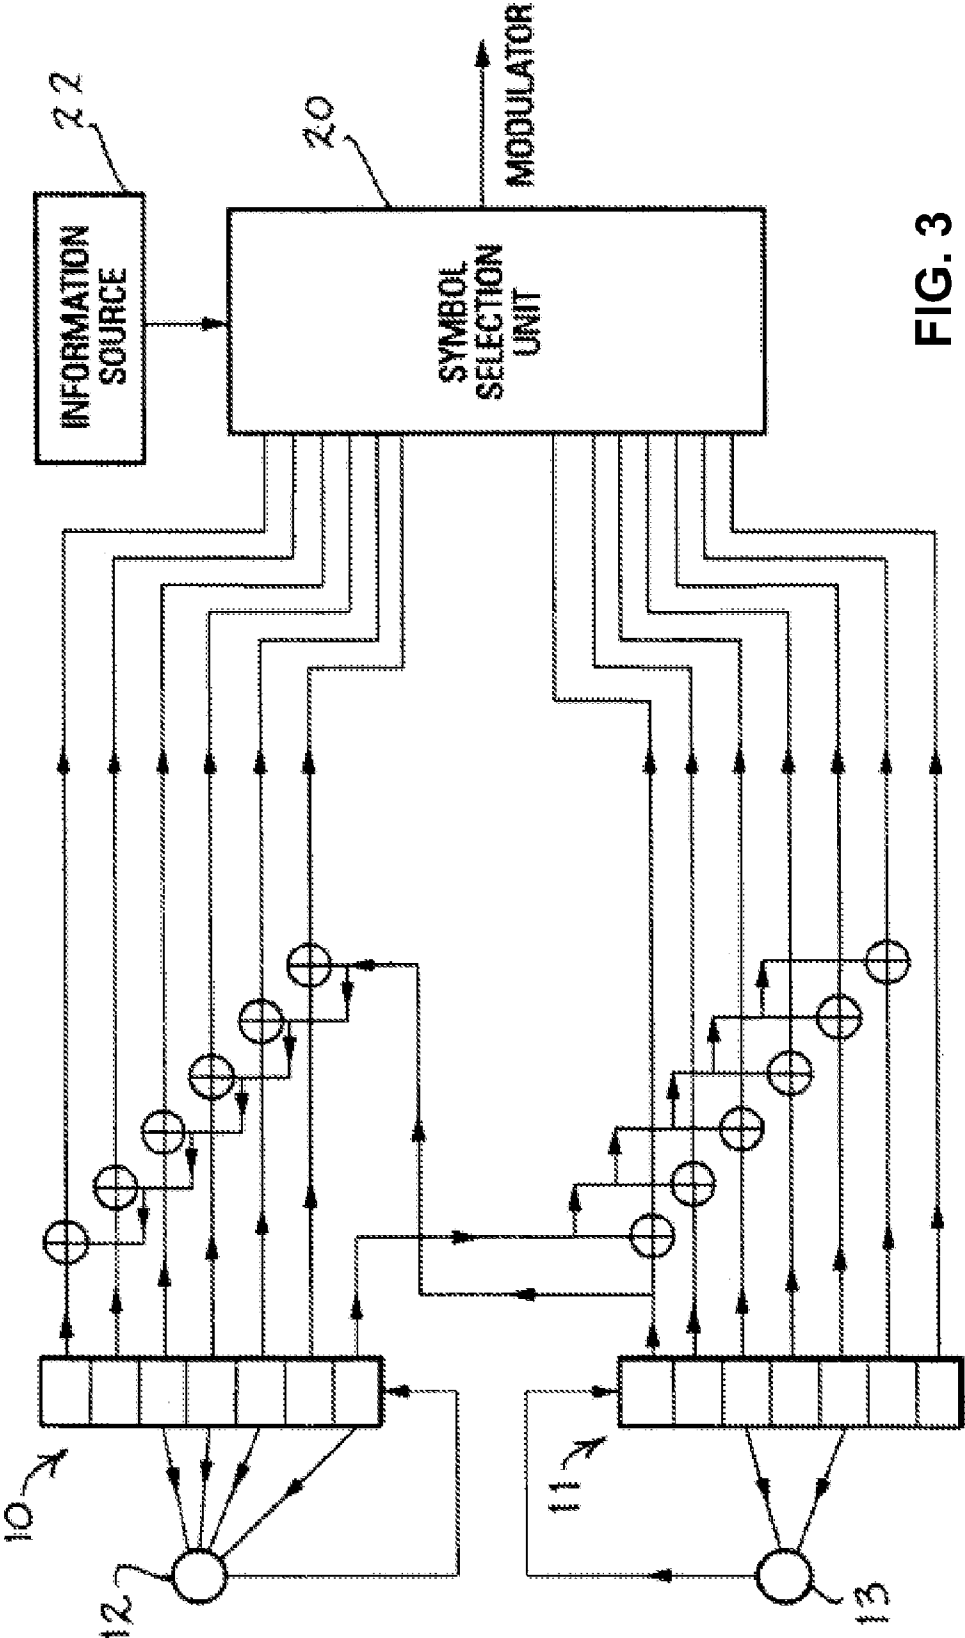 22
INFORMATION
SOURCE
20
SYMBOL
SELECTION
UNIT
MODULATOR
10
12
11
13
FIG. 3